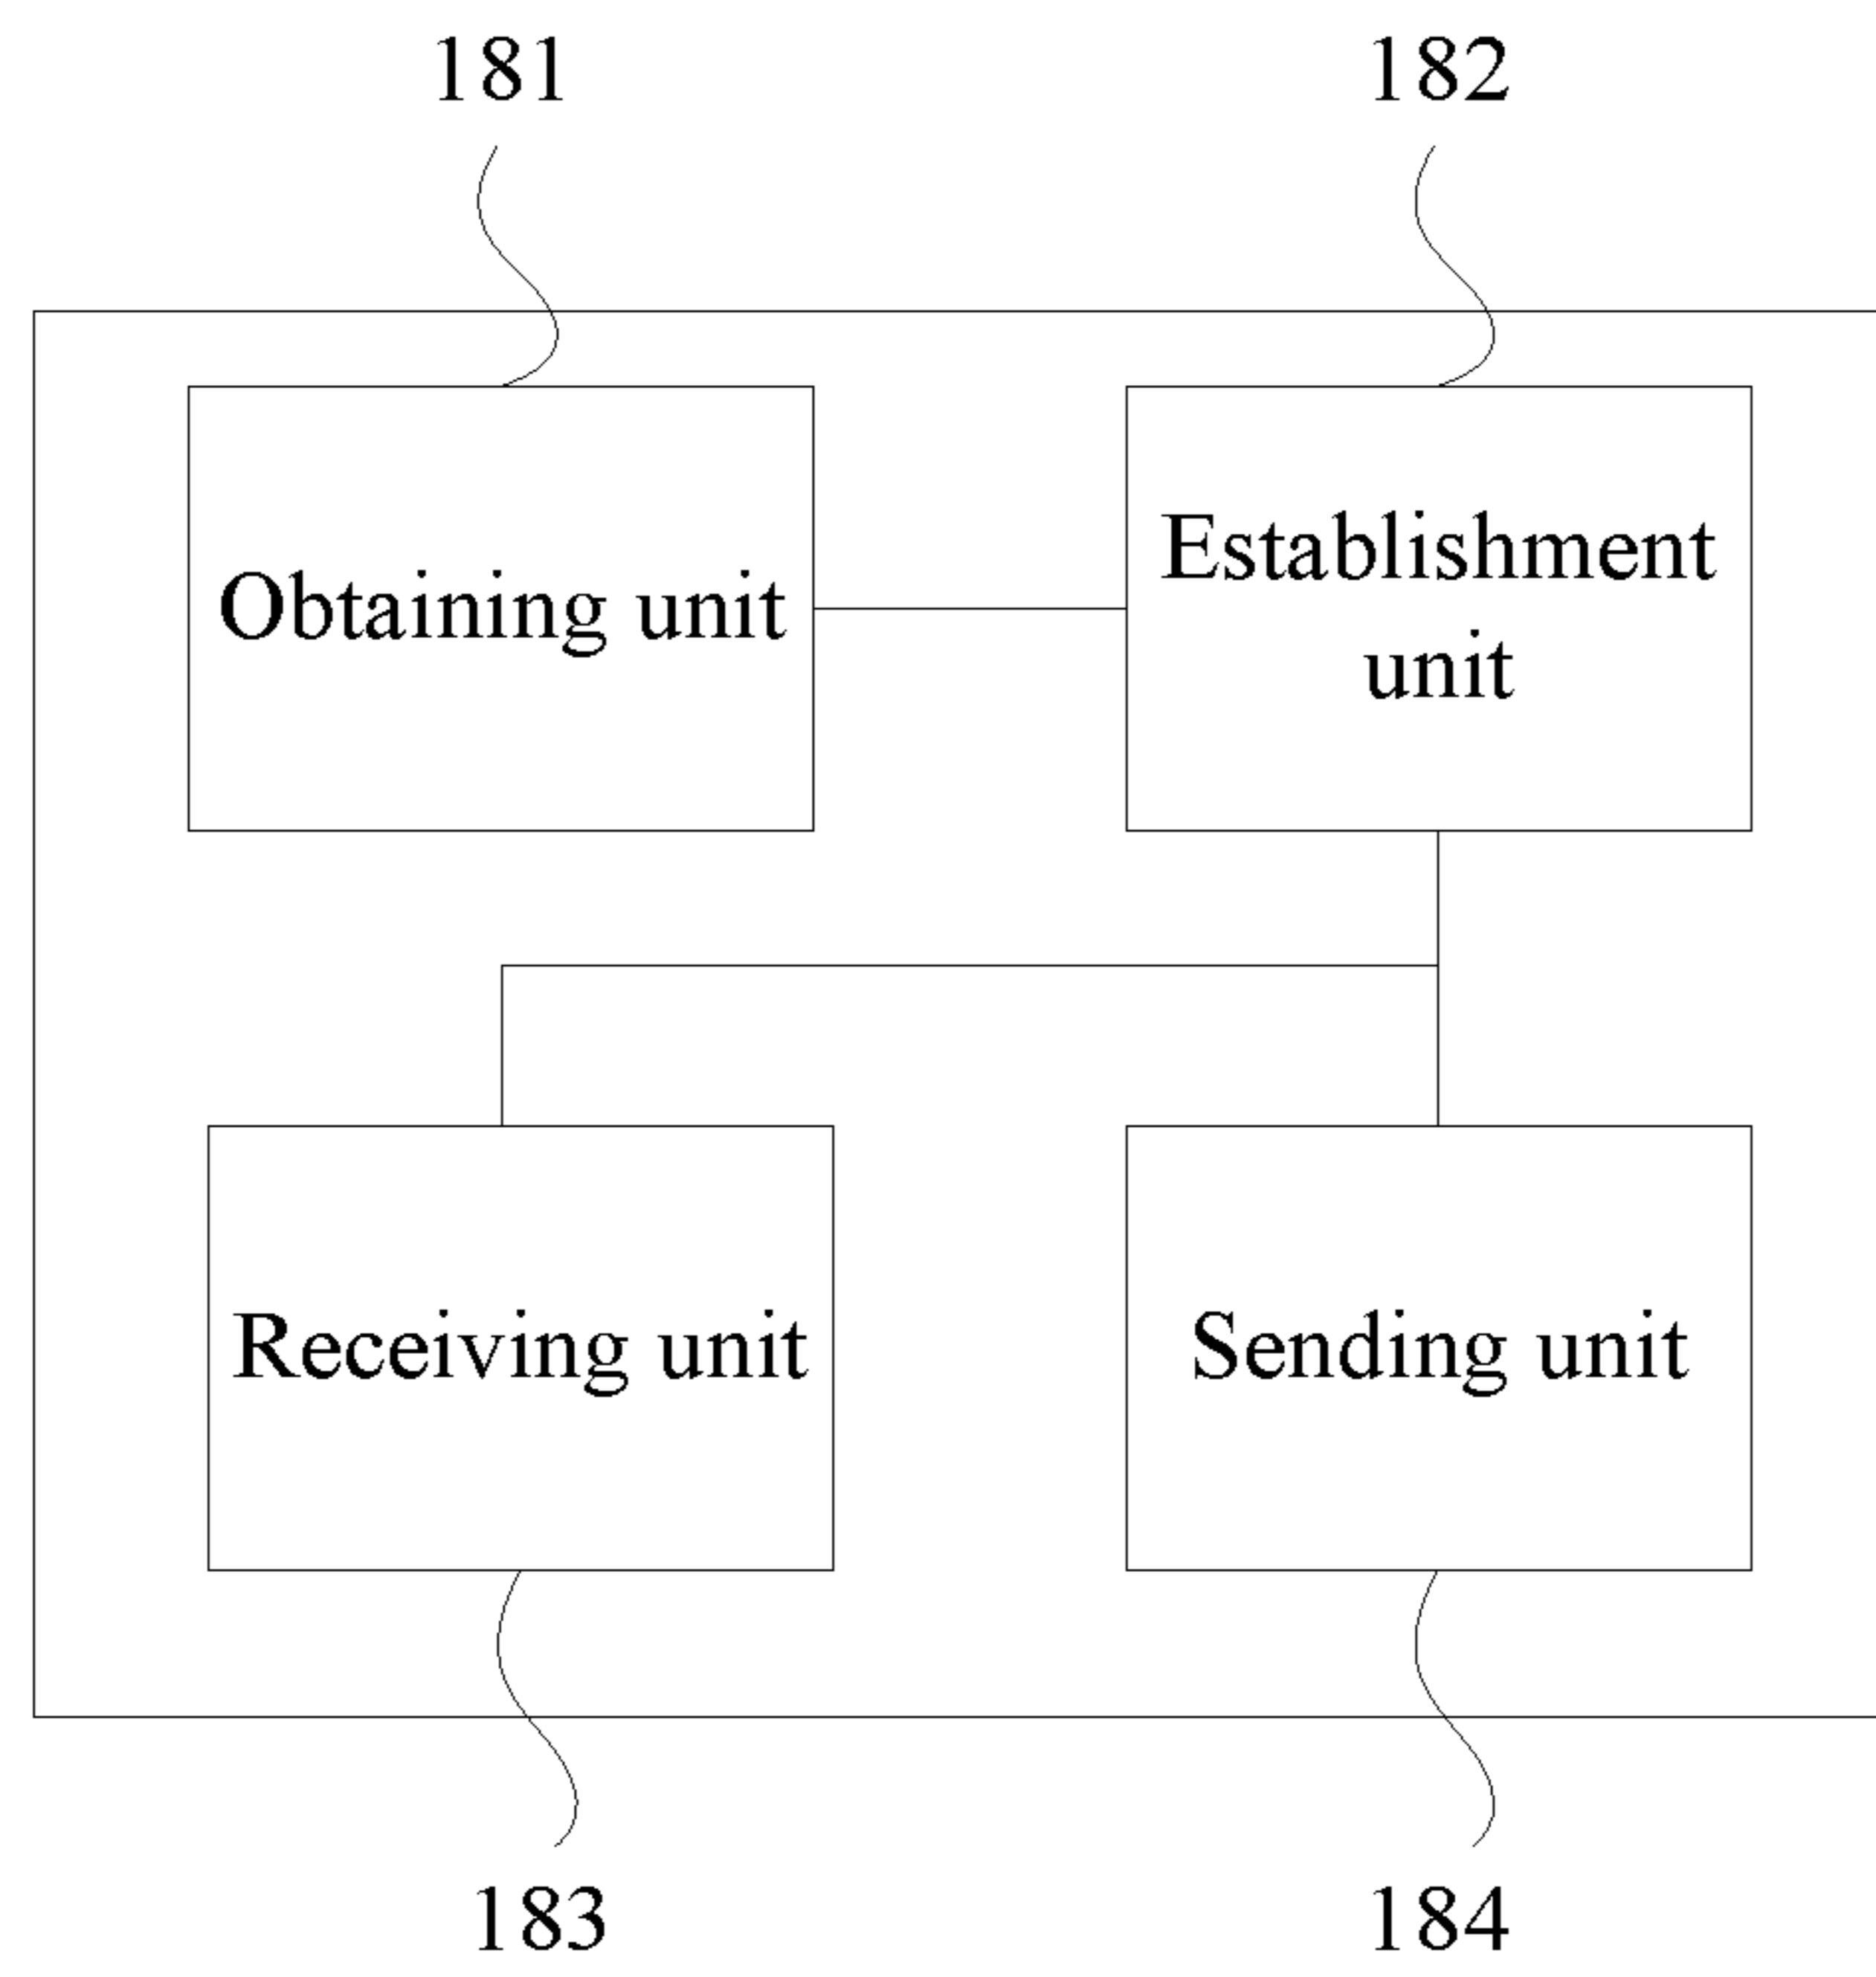 181
182
Obtaining unit
Establishment
unit
Receiving unit
Sending unit
183
184